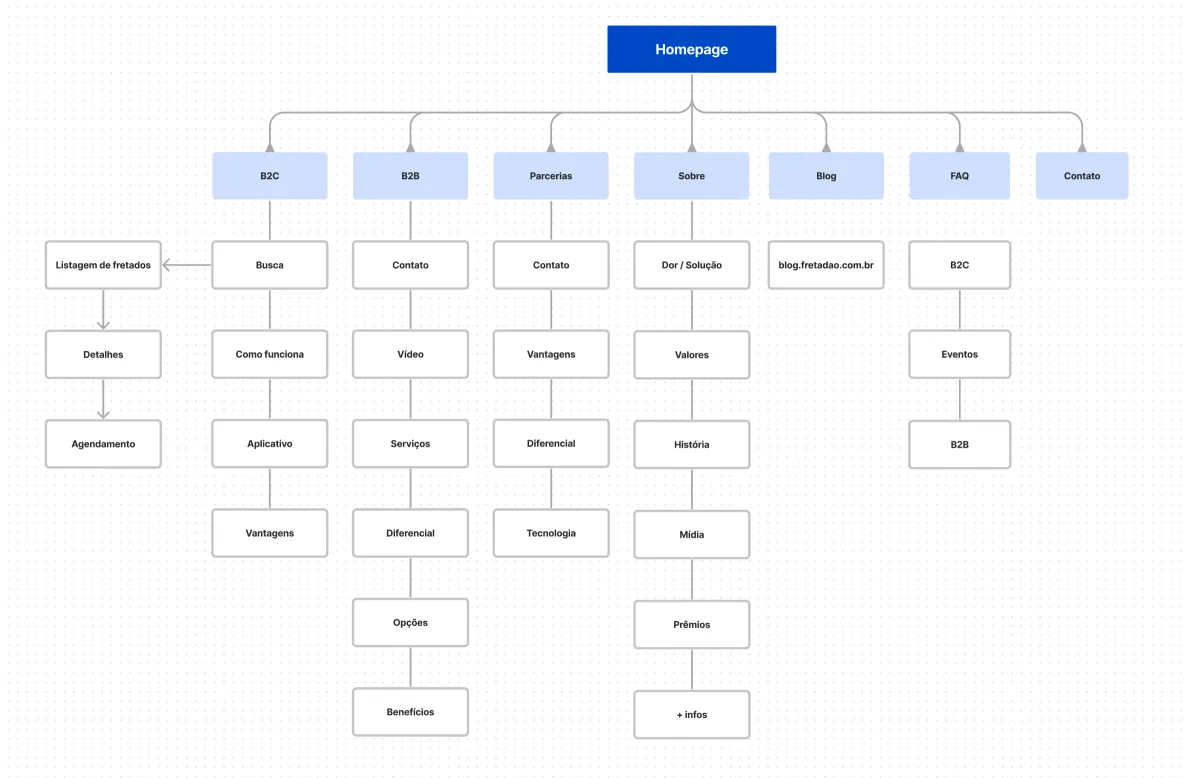 Homepage
B2C
B2B
Parcerias
Sobre
Blog
FAQ
Contato
Listagem de fretados
Busca
Contato
Contato
Dor / Solução
blog.fretadao.com.br
B2C
Detalhes
Como funciona
Vídeo
Vantagens
Valores
Eventos
Agendamento
Aplicativo
Serviços
Diferencial
História
B2B
Vantagens
Diferencial
Tecnologia
Mídia
Opções
Prêmios
Benefícios
+ infos